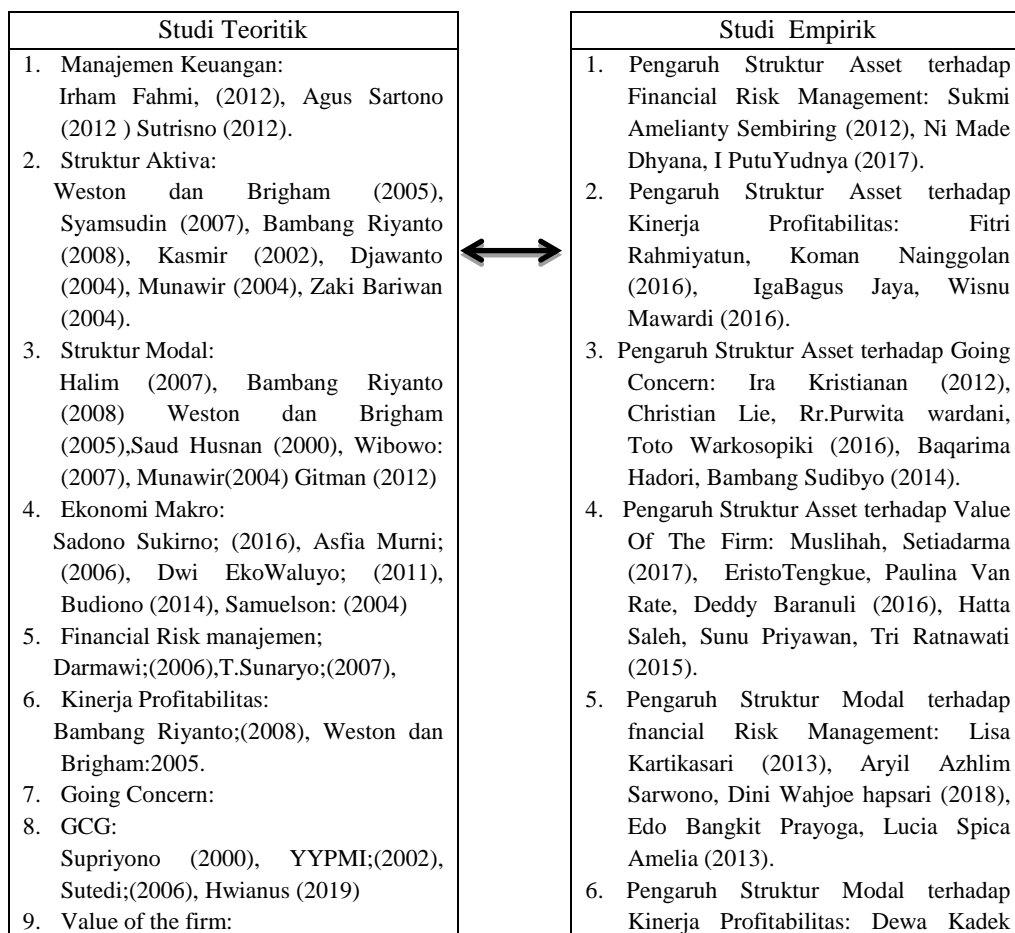 Studi Teoritik
1. Manajemen Keuangan:
Irham Fahmi, (2012), Agus Sartono
(2012 ) Sutrisno (2012).
2. Struktur Aktiva:
Weston dan Brigham (2005),
Syamsudin (2007), Bambang Riyanto
(2008), Kasmir (2002), Djawanto
(2004), Munawir (2004), Zaki Bariwan
(2004).
3. Struktur Modal:
Halim (2007), Bambang Riyanto
(2008) Weston dan Brigham
(2005),Saud Husnan (2000), Wibowo:
(2007), Munawir(2004) Gitman (2012)
4. Ekonomi Makro:
Sadono Sukirno; (2016), Asfia Murni;
(2006), Dwi EkoWaluyo; (2011),
Budiono (2014), Samuelson: (2004)
5. Financial Risk manajemen;
Darmawi;(2006),T.Sunaryo;(2007),
6. Kinerja Profitabilitas:
Bambang Riyanto;(2008), Weston dan
Brigham:2005.
7. Going Concern:
8. GCG:
Supriyono (2000), YYPMI;(2002),
Sutedi;(2006), Hwianus (2019)
9. Value of the firm:
Studi Empirik
1. Pengaruh Struktur Asset terhadap
Financial Risk Management: Sukmi
Amelianty Sembiring (2012), Ni Made
Dhyana, I PutuYudnya (2017).
2. Pengaruh Struktur Asset terhadap
Kinerja Profitabilitas: Fitri
Rahmiyatun, Koman Nainggolan
(2016), IgaBagus Jaya, Wisnu
Mawardi (2016).
3. Pengaruh Struktur Asset terhadap Going
Concern: Ira Kristianan (2012),
Christian Lie, Rr.Purwita wardani,
Toto Warkosopiki (2016), Baqarima
Hadori, Bambang Sudibyo (2014).
4. Pengaruh Struktur Asset terhadap Value
Of The Firm: Muslihah, Setiadarma
(2017), EristoTengkue, Paulina Van
Rate, Deddy Baranuli (2016), Hatta
Saleh, Sunu Priyawan, Tri Ratnawati
(2015).
5. Pengaruh Struktur Modal terhadap
fnancial Risk Management: Lisa
Kartikasari (2013), Aryil Azhlim
Sarwono, Dini Wahjoe hapsari (2018),
Edo Bangkit Prayoga, Lucia Spica
Amelia (2013).
6. Pengaruh Struktur Modal terhadap
Kinerja Profitabilitas: Dewa Kadek